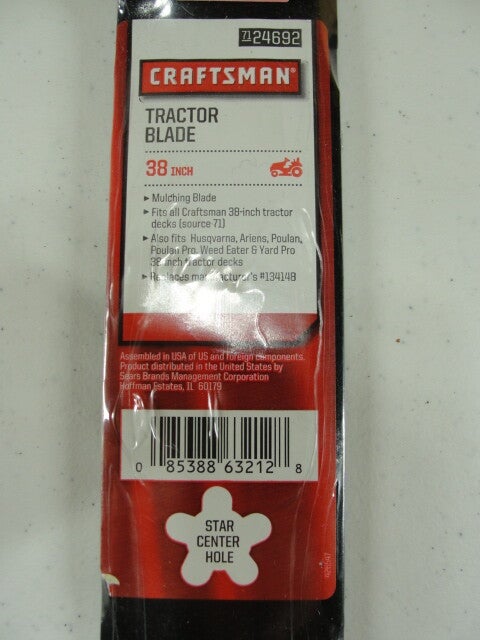 71 24692
CRAFTSMAN®
TRACTOR
BLADE
38 INCH
▸ Mulching Blade
▸ Fits all Craftsman 38-inch tractor
decks (source 71)
▸ Also fits Husqvarna, Ariens, Poulan,
Poulan Pro, Weed Eater & Yard Pro
38-inch tractor decks
▸ Replaces manufacturer's #134148
Assembled in USA of US and foreign components.
Product distributed in the United States by
Sears Brands Management Corporation
Hoffman Estates, IL 60179
0 85388 63212 8
STAR
CENTER
HOLE